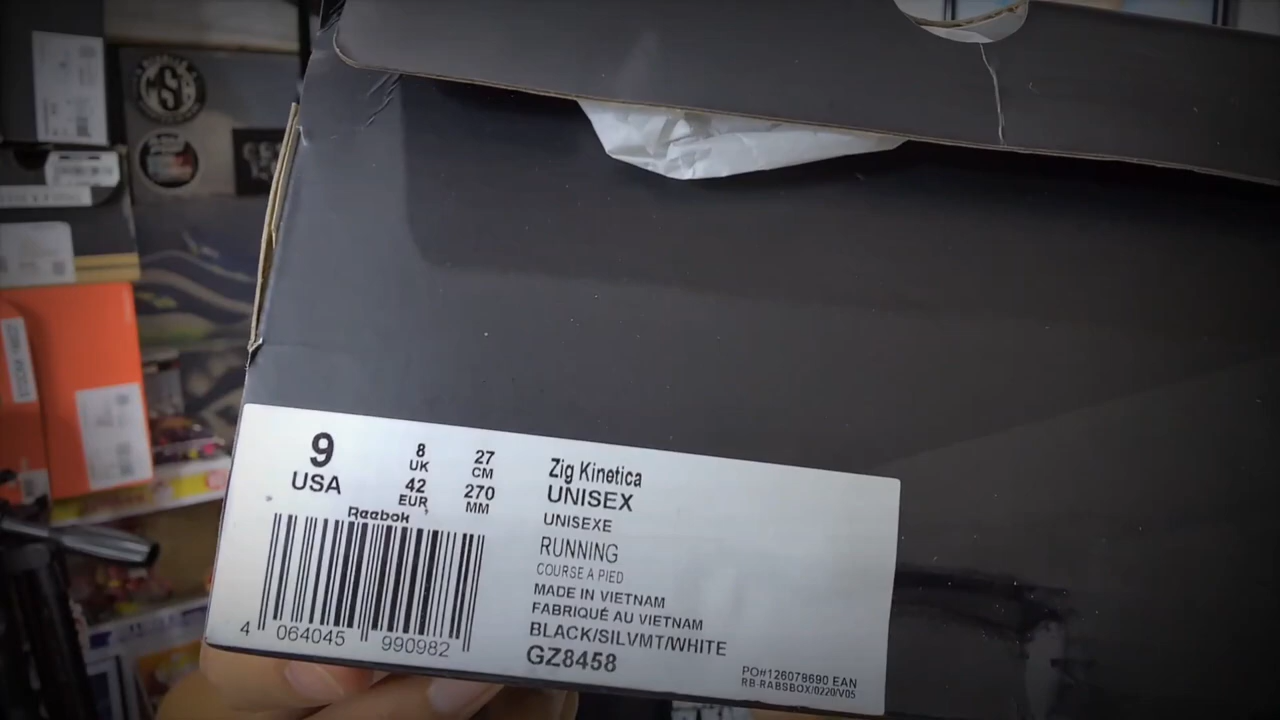 9
USA
8
UK
42
EUR
27
CM
270
MM
Reebok
4 064045 990982
Zig Kinetica
UNISEX
UNISEXE
RUNNING
COURSE A PIED
MADE IN VIETNAM
FABRIQUÉ AU VIETNAM
BLACK/SILVMT/WHITE
GZ8458
PO#126079690 EAN
RB-RABSBOX/0220/V05